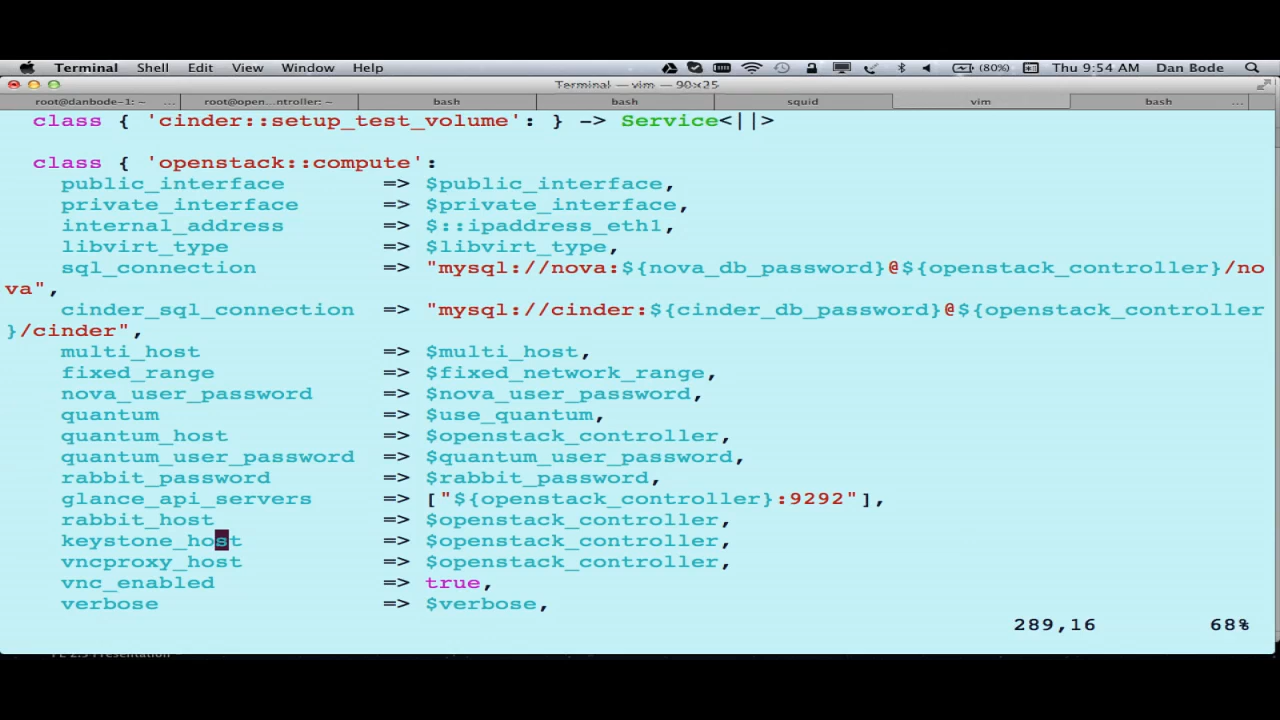 Terminal Shell Edit View Window Help (80%) Thu 9:54 AM Dan Bode
Terminal — vim — 90×25
root@danbode-1: ~ ... root@open...ntroller: ~ bash bash squid vim bash ...
class { 'cinder::setup_test_volume': } -> Service<||>
class { 'openstack::compute':
public_interface => $public_interface,
private_interface => $private_interface,
internal_address => $::ipaddress_eth1,
libvirt_type => $libvirt_type,
sql_connection => "mysql://nova:${nova_db_password}@${openstack_controller}/no
va",
cinder_sql_connection => "mysql://cinder:${cinder_db_password}@${openstack_controller
}/cinder",
multi_host => $multi_host,
fixed_range => $fixed_network_range,
nova_user_password => $nova_user_password,
quantum => $use_quantum,
quantum_host => $openstack_controller,
quantum_user_password => $quantum_user_password,
rabbit_password => $rabbit_password,
glance_api_servers => ["${openstack_controller}:9292"],
rabbit_host => $openstack_controller,
keystone_host => $openstack_controller,
vncproxy_host => $openstack_controller,
vnc_enabled => true,
verbose => $verbose,
289,16 68%
Presentation